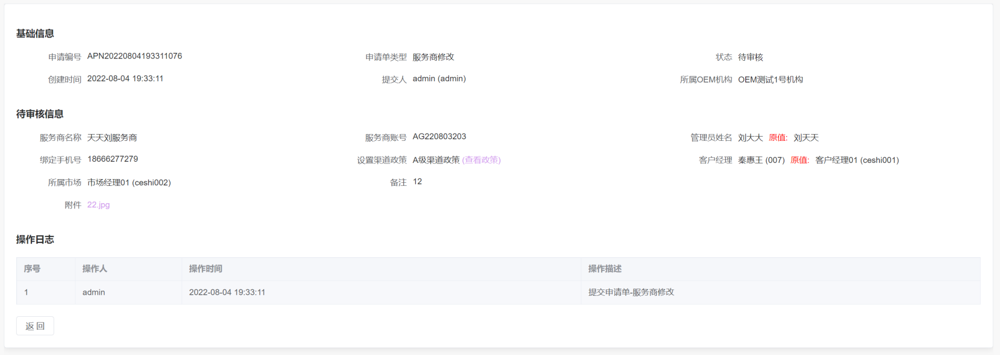 基础信息
申请编号 APN20220804193311076 申请单类型 服务商修改 状态 待审核
创建时间 2022-08-04 19:33:11 提交人 admin (admin) 所属OEM机构 OEM测试1号机构
待审核信息
服务商名称 天天刘服务商 服务商账号 AG220803203 管理员姓名 刘大大 原值: 刘天天
绑定手机号 18666277279 设置渠道政策 A级渠道政策 (查看政策) 客户经理 秦惠王 (007) 原值: 客户经理01 (ceshi001)
所属市场 市场经理01 (ceshi002) 备注 12
附件 22.jpg
操作日志
序号 操作人 操作时间 操作描述
1 admin 2022-08-04 19:33:11 提交申请单-服务商修改
返 回